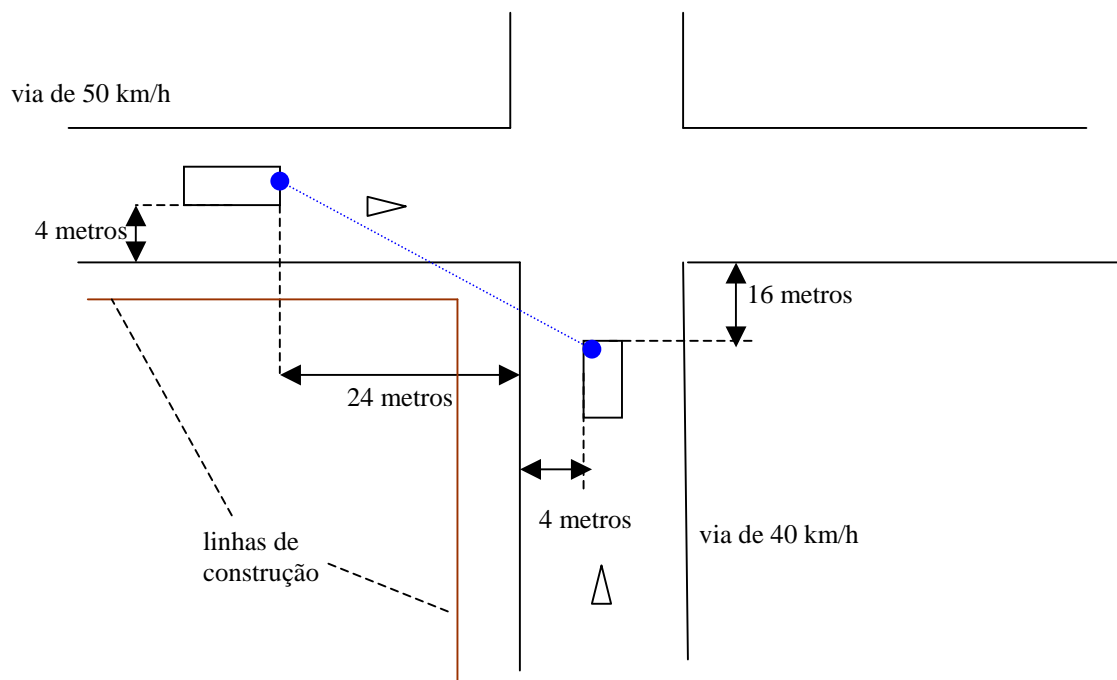 via de 50 km/h
4 metros
16 metros
24 metros
4 metros
via de 40 km/h
linhas de
construção